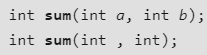 int sum(int a, int b);
int sum(int , int);